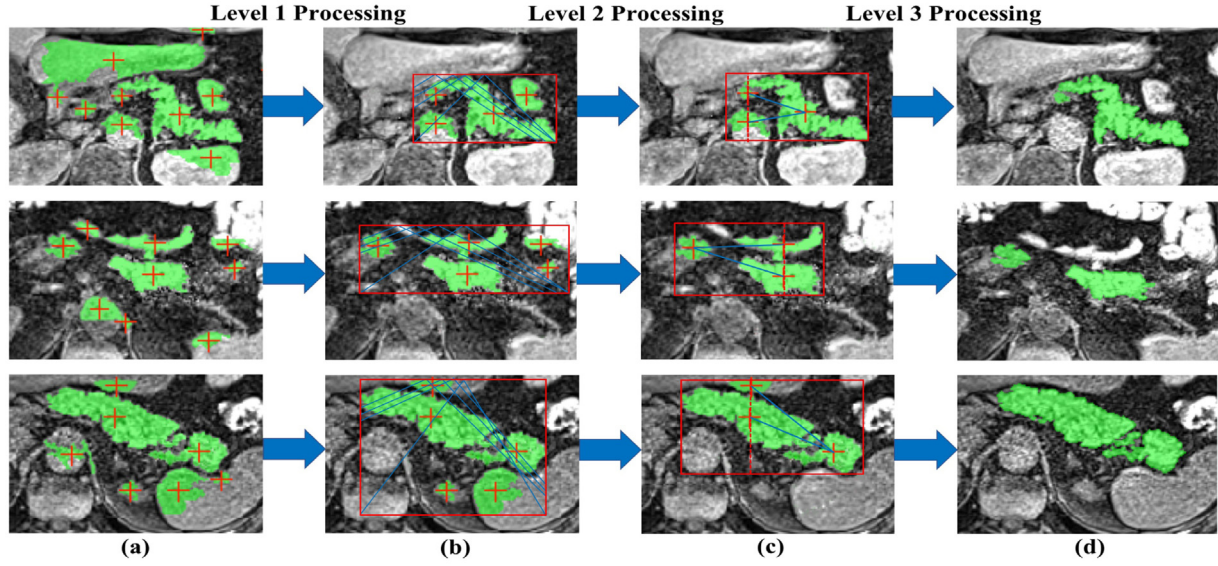 Level 1 Processing Level 2 Processing Level 3 Processing
(a) (b) (c) (d)